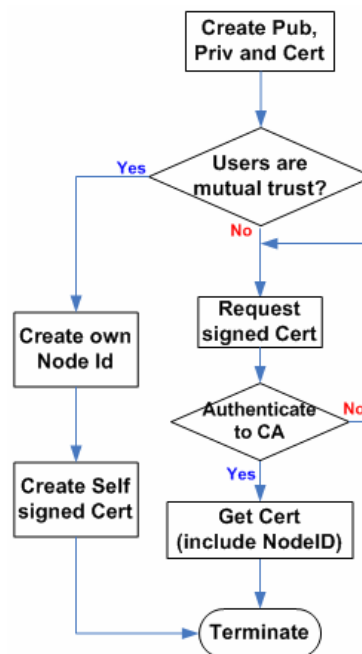 Create Pub,
Priv and Cert
Users are
mutual trust?
Yes
No
Create own
Node Id
Request
signed Cert
Authenticate
to CA
No
Yes
Create Self
signed Cert
Get Cert
(include NodeID)
Terminate